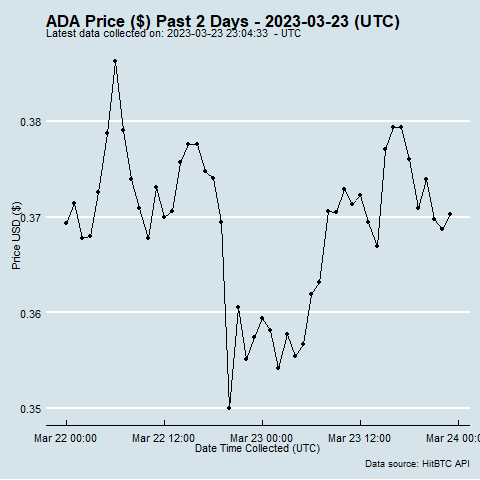 ADA Price ($) Past 2 Days - 2023-03-23 (UTC)
Latest data collected on: 2023-03-23 23:04:33 - UTC
0.38
0.37
0.36
0.35
Price USD ($)
Mar 22 00:00 Mar 22 12:00 Mar 23 00:00 Mar 23 12:00 Mar 24 00:
Date Time Collected (UTC)
Data source: HitBTC API